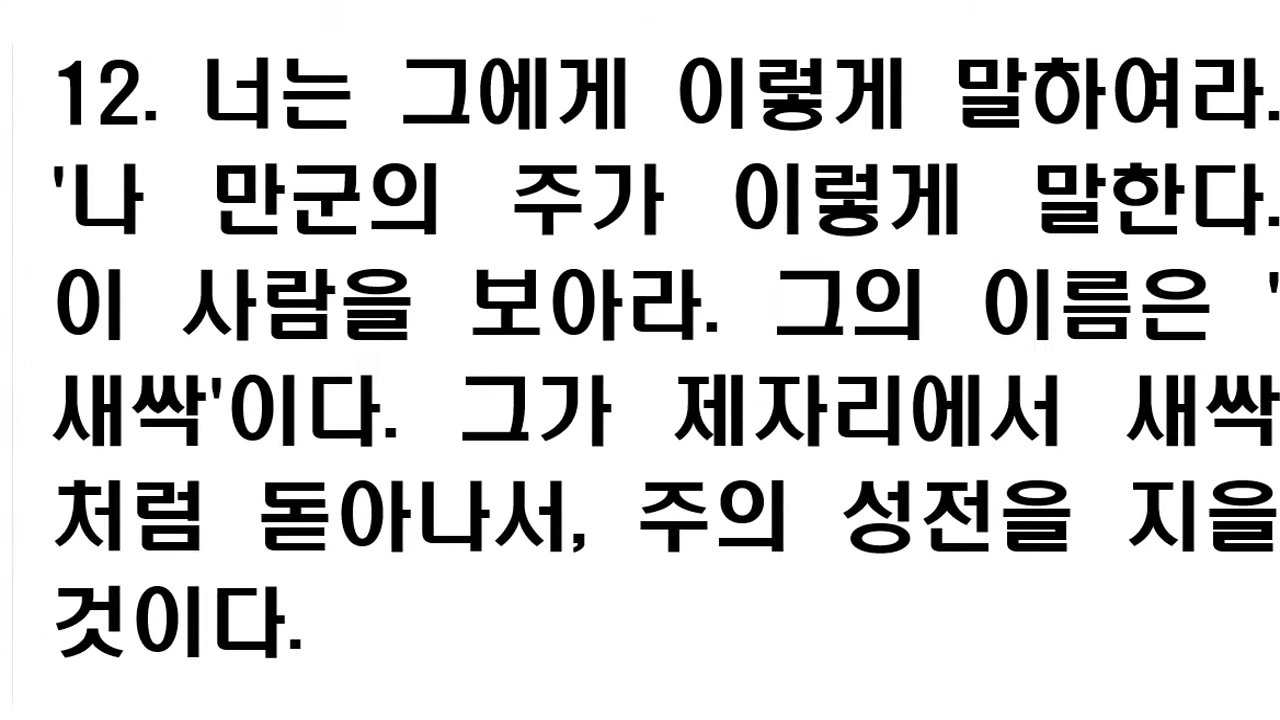 12. 너는 그에게 이렇게 말하여라.
'나 만군의 주가 이렇게 말한다.
이 사람을 보아라. 그의 이름은 '
새싹'이다. 그가 제자리에서 새싹
처럼 돋아나서, 주의 성전을 지을
것이다.